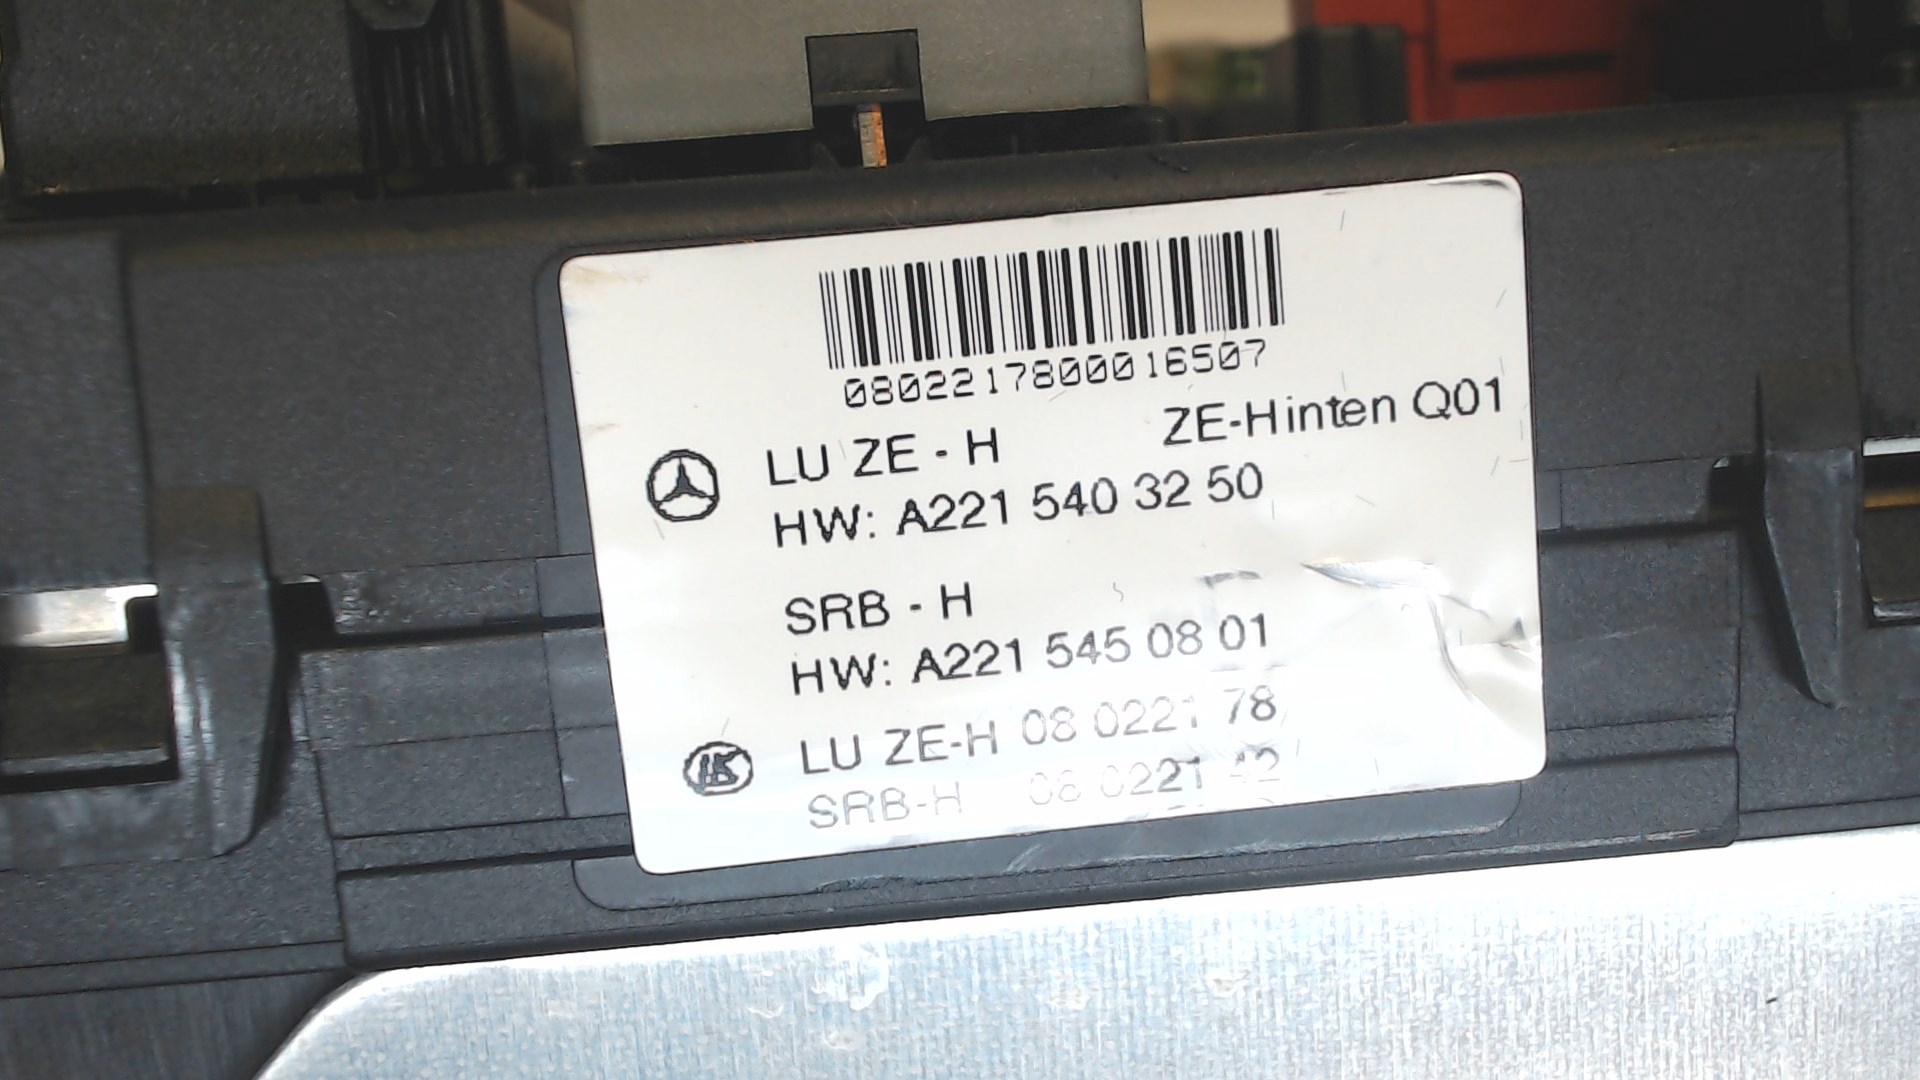 0802217800016507
LU ZE - H ZE-Hinten Q01
HW: A221 540 32 50
SRB - H
HW: A221 545 08 01
LU ZE-H 08 0221 78
SRB-H 08 0221 42